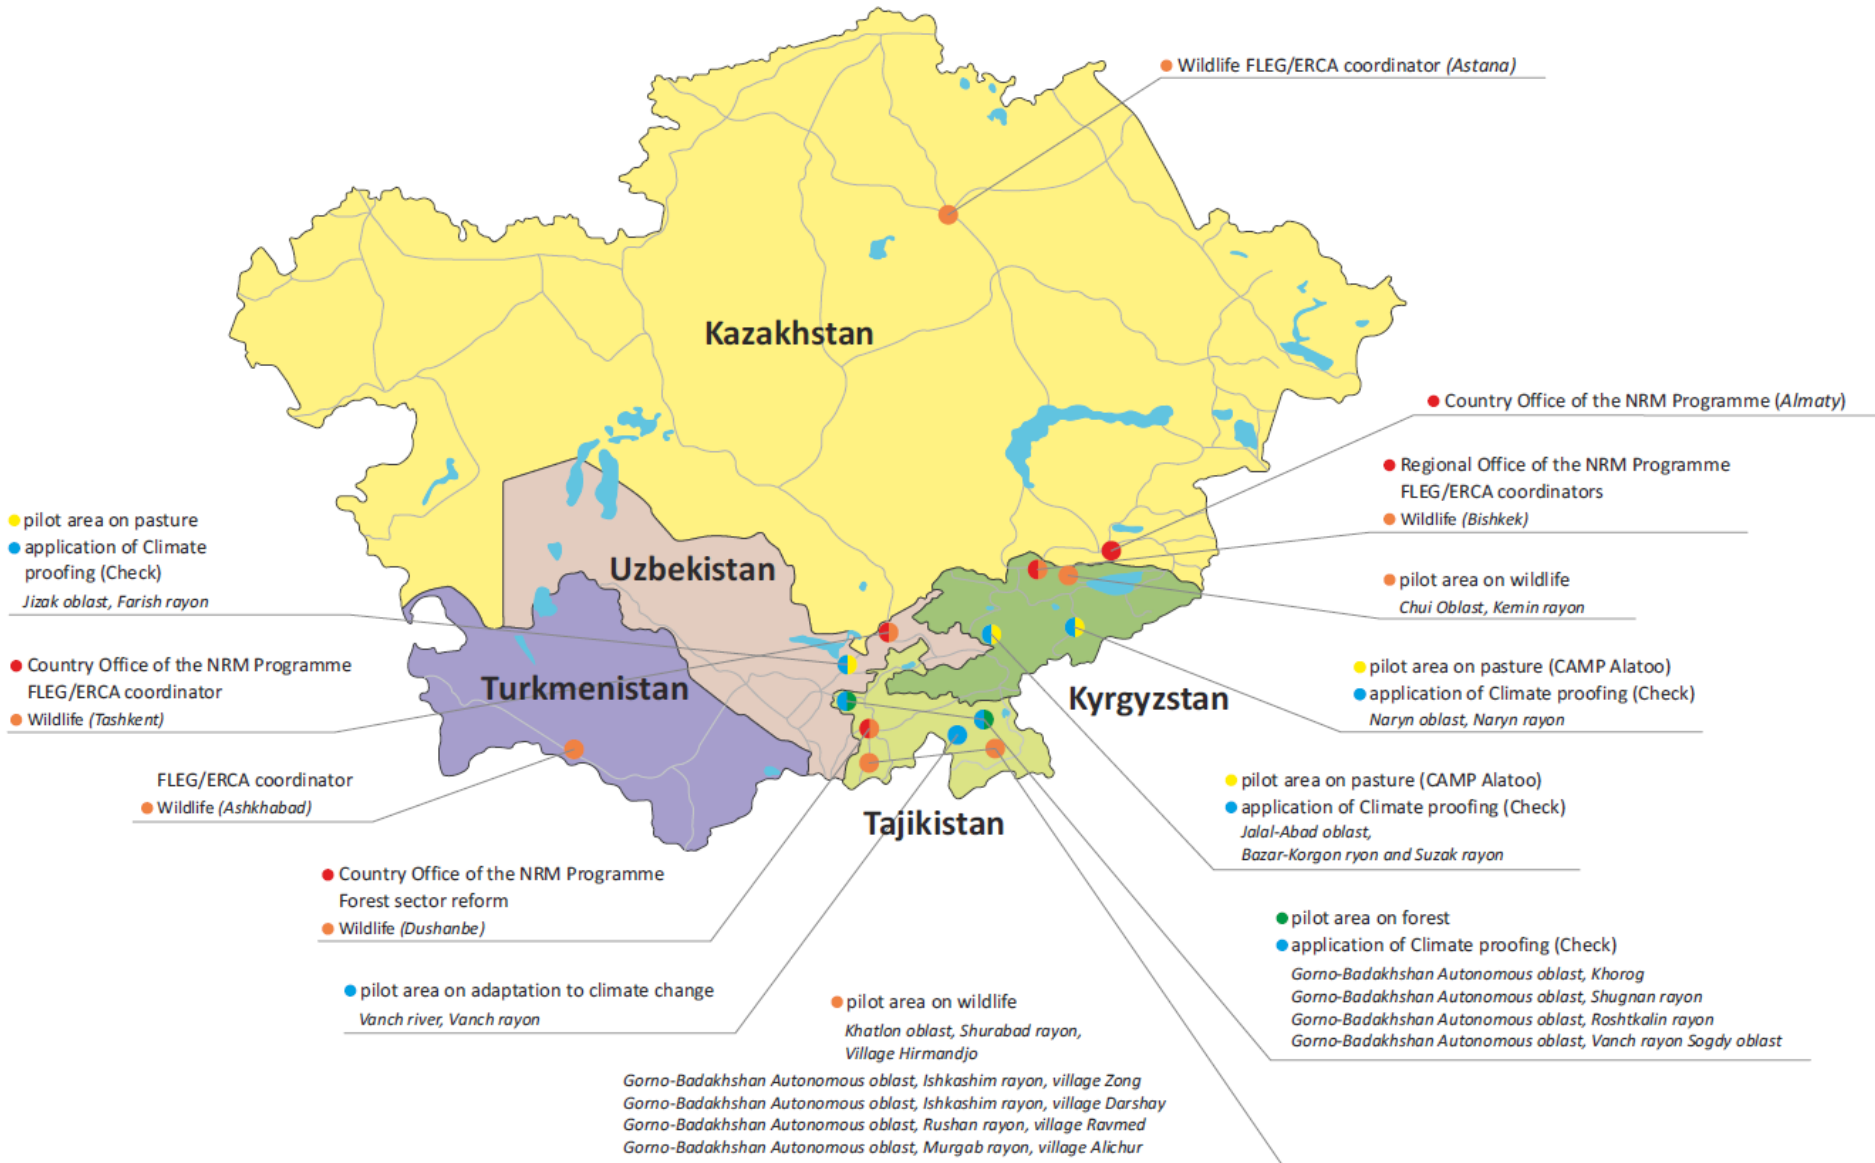 Wildlife FLEG/ERCA coordinator (Astana)
Kazakhstan
Country Office of the NRM Programme (Almaty)
Regional Office of the NRM Programme
FLEG/ERCA coordinators
Wildlife (Bishkek)
pilot area on pasture
application of Climate
proofing (Check)
Jizak oblast, Farish rayon
Uzbekistan
pilot area on wildlife
Chui Oblast, Kemin rayon
Country Office of the NRM Programme
FLEG/ERCA coordinator
Wildlife (Tashkent)
Turkmenistan
Kyrgyzstan
pilot area on pasture (CAMP Alatoo)
application of Climate proofing (Check)
Naryn oblast, Naryn rayon
FLEG/ERCA coordinator
Wildlife (Ashkhabad)
Tajikistan
pilot area on pasture (CAMP Alatoo)
application of Climate proofing (Check)
Jalal-Abad oblast,
Bazar-Korgon ryon and Suzak rayon
Country Office of the NRM Programme
Forest sector reform
Wildlife (Dushanbe)
pilot area on forest
application of Climate proofing (Check)
Gorno-Badakhshan Autonomous oblast, Khorog
Gorno-Badakhshan Autonomous oblast, Shugnan rayon
Gorno-Badakhshan Autonomous oblast, Roshtkalin rayon
Gorno-Badakhshan Autonomous oblast, Vanch rayon Sogdy oblast
pilot area on adaptation to climate change
Vanch river, Vanch rayon
pilot area on wildlife
Khatlon oblast, Shurabad rayon,
Village Hirmandjo
Gorno-Badakhshan Autonomous oblast, Ishkashim rayon, village Zong
Gorno-Badakhshan Autonomous oblast, Ishkashim rayon, village Darshay
Gorno-Badakhshan Autonomous oblast, Rushan rayon, village Ravmed
Gorno-Badakhshan Autonomous oblast, Murgab rayon, village Alichur